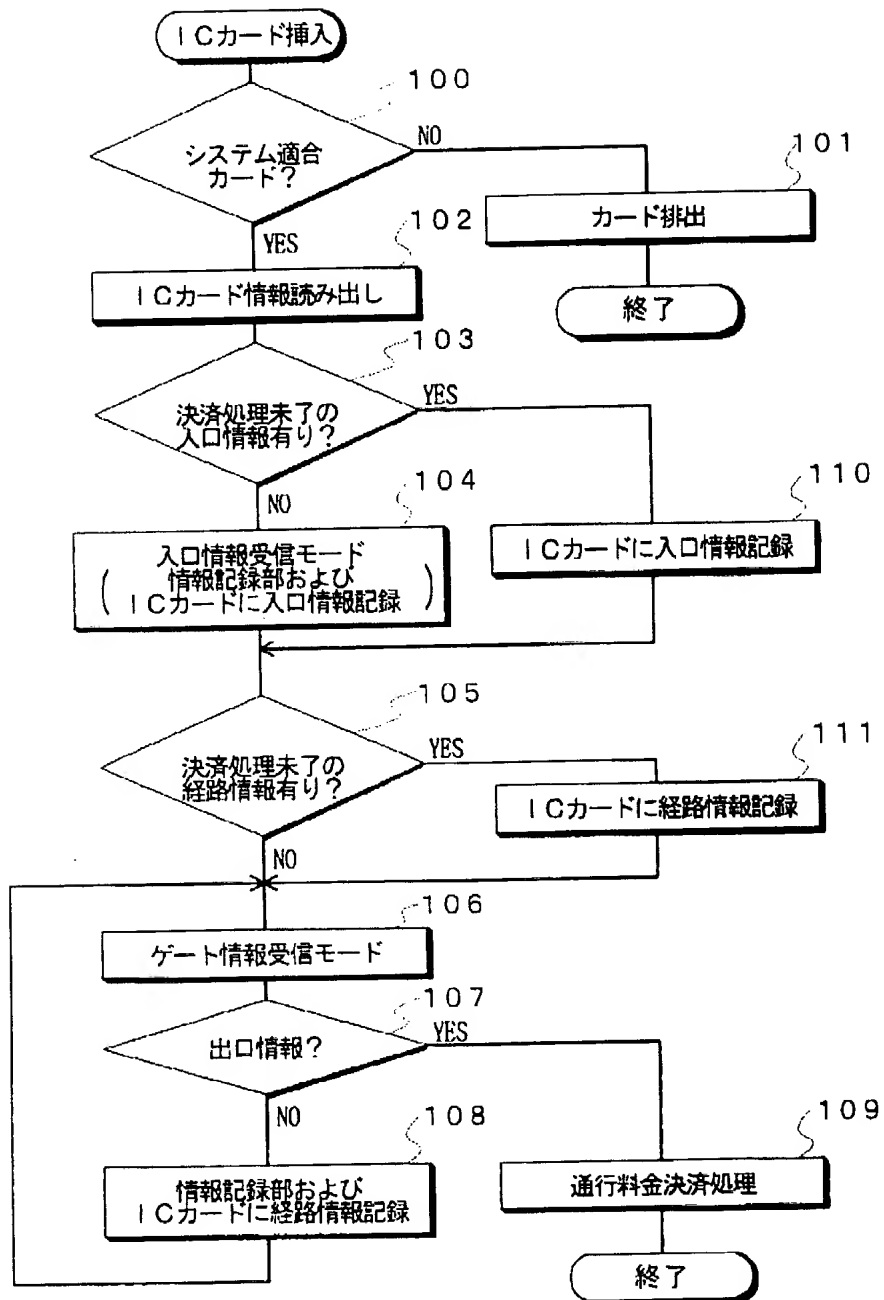 ICカード挿入
100
システム適合
カード?
NO
101
カード排出
終了
YES
102
ICカード情報読み出し
103
決済処理未了の
入口情報有り?
YES
110
ICカードに入口情報記録
NO
104
入口情報受信モード
(情報記録部および
ICカードに入口情報記録)
105
決済処理未了の
経路情報有り?
YES
111
ICカードに経路情報記録
NO
106
ゲート情報受信モード
107
出口情報?
YES
109
通行料金決済処理
終了
NO
108
情報記録部および
ICカードに経路情報記録